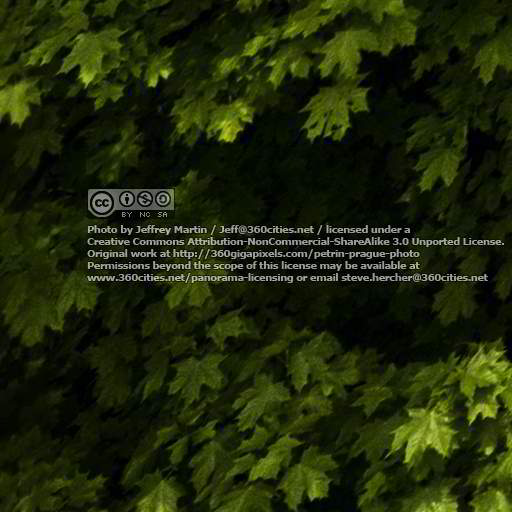 cc
BY NC SA
Photo by Jeffrey Martin / Jeff@360cities.net / licensed under a
Creative Commons Attribution-NonCommercial-ShareAlike 3.0 Unported License.
Original work at http://360gigapixels.com/petrin-prague-photo
Permissions beyond the scope of this license may be available at
www.360cities.net/panorama-licensing or email steve.hercher@360cities.net